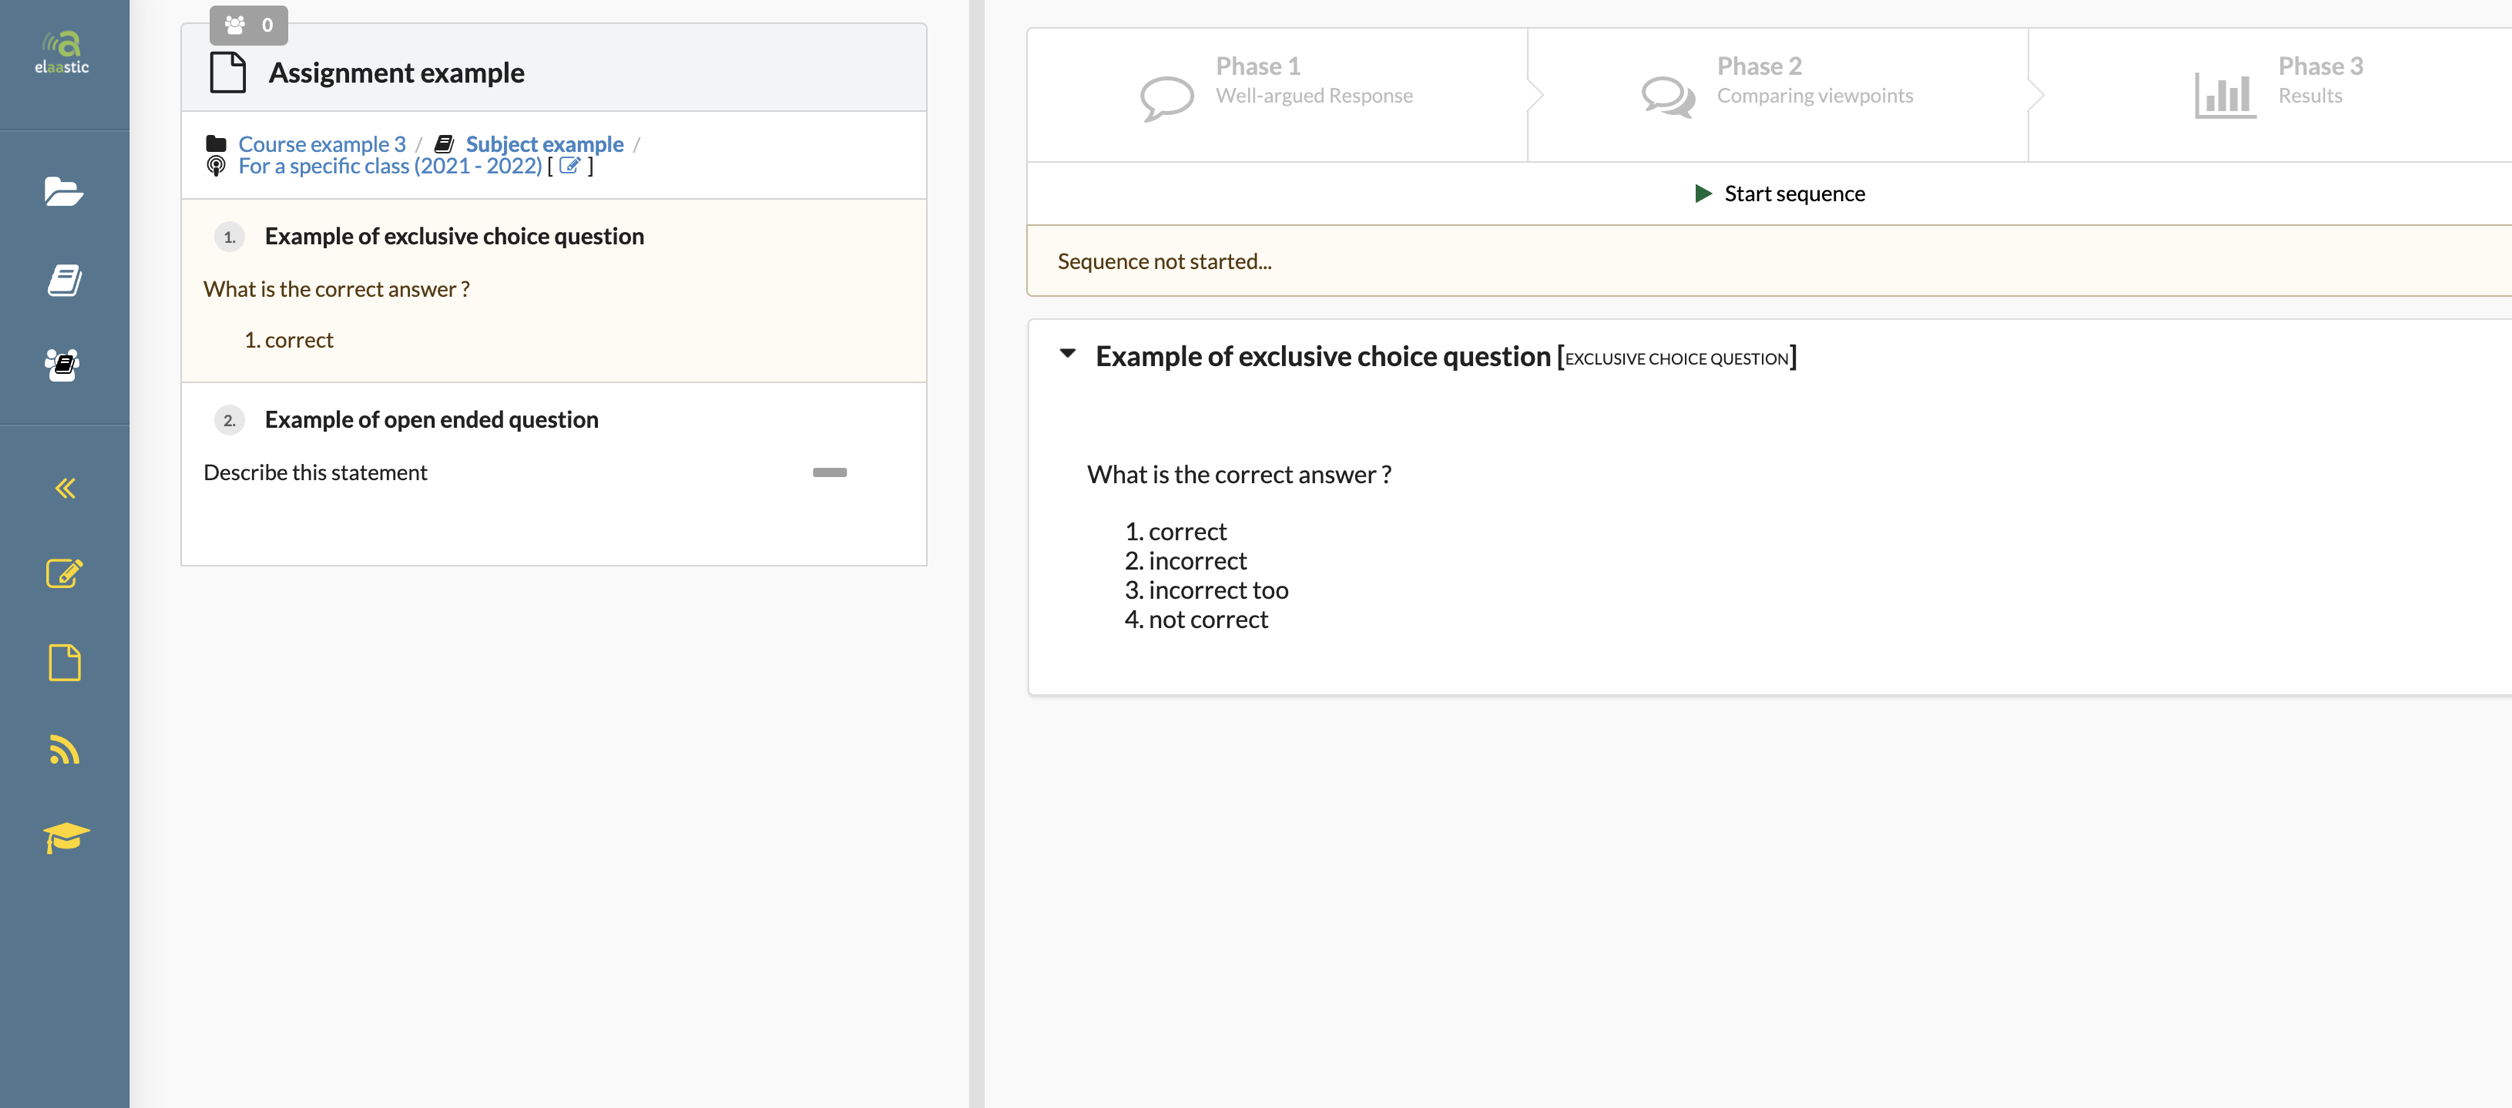 elaastic
0
Assignment example
Course example 3 / Subject example /
For a specific class (2021 - 2022) [ ]
1. Example of exclusive choice question
What is the correct answer ?
1. correct
2. Example of open ended question
Describe this statement
Phase 1
Well-argued Response
Phase 2
Comparing viewpoints
Phase 3
Results
Start sequence
Sequence not started...
Example of exclusive choice question [EXCLUSIVE CHOICE QUESTION]
What is the correct answer ?
1. correct
2. incorrect
3. incorrect too
4. not correct